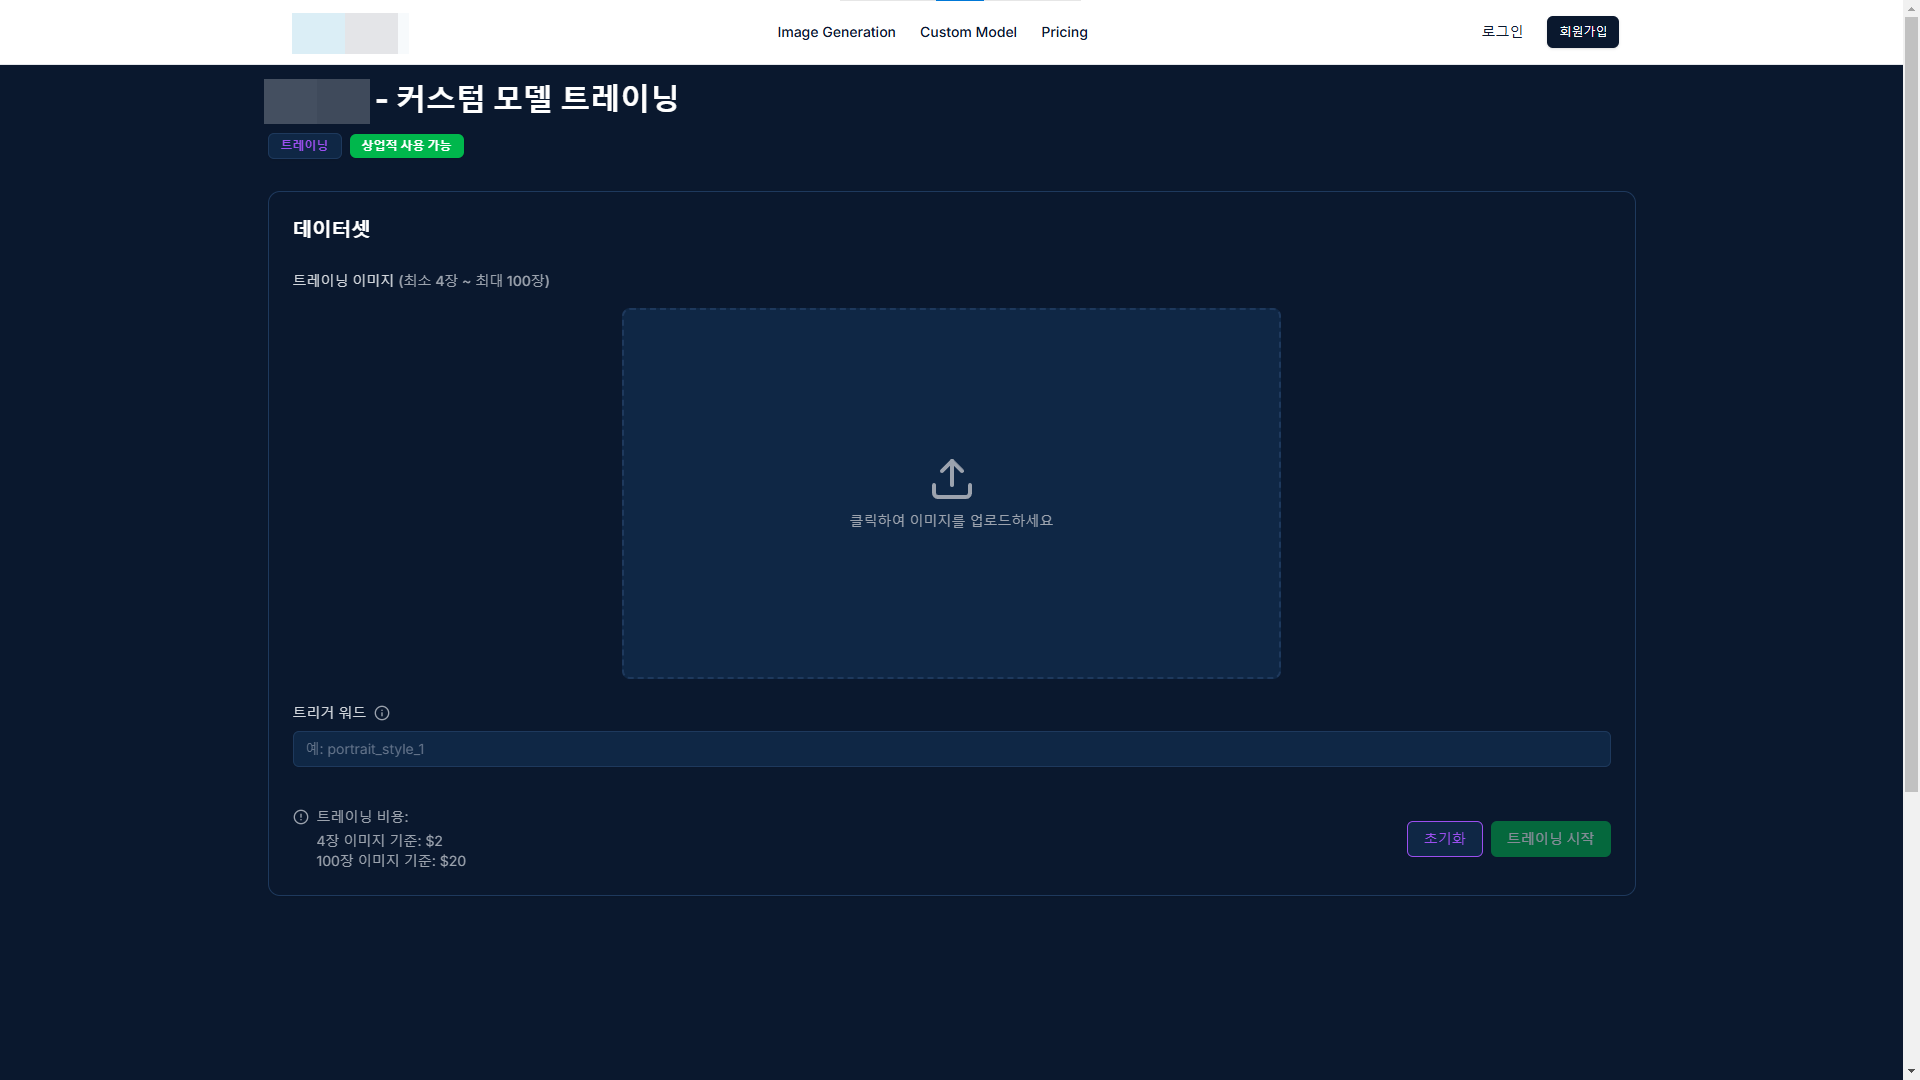 Image Generation Custom Model Pricing 로그인 회원가입
- 커스텀 모델 트레이닝
트레이닝 상업적 사용 가능
데이터셋
트레이닝 이미지 (최소 4장 ~ 최대 100장)
클릭하여 이미지를 업로드하세요
트리거 워드
예: portrait_style_1
트레이닝 비용:
4장 이미지 기준: $2
100장 이미지 기준: $20
초기화 트레이닝 시작